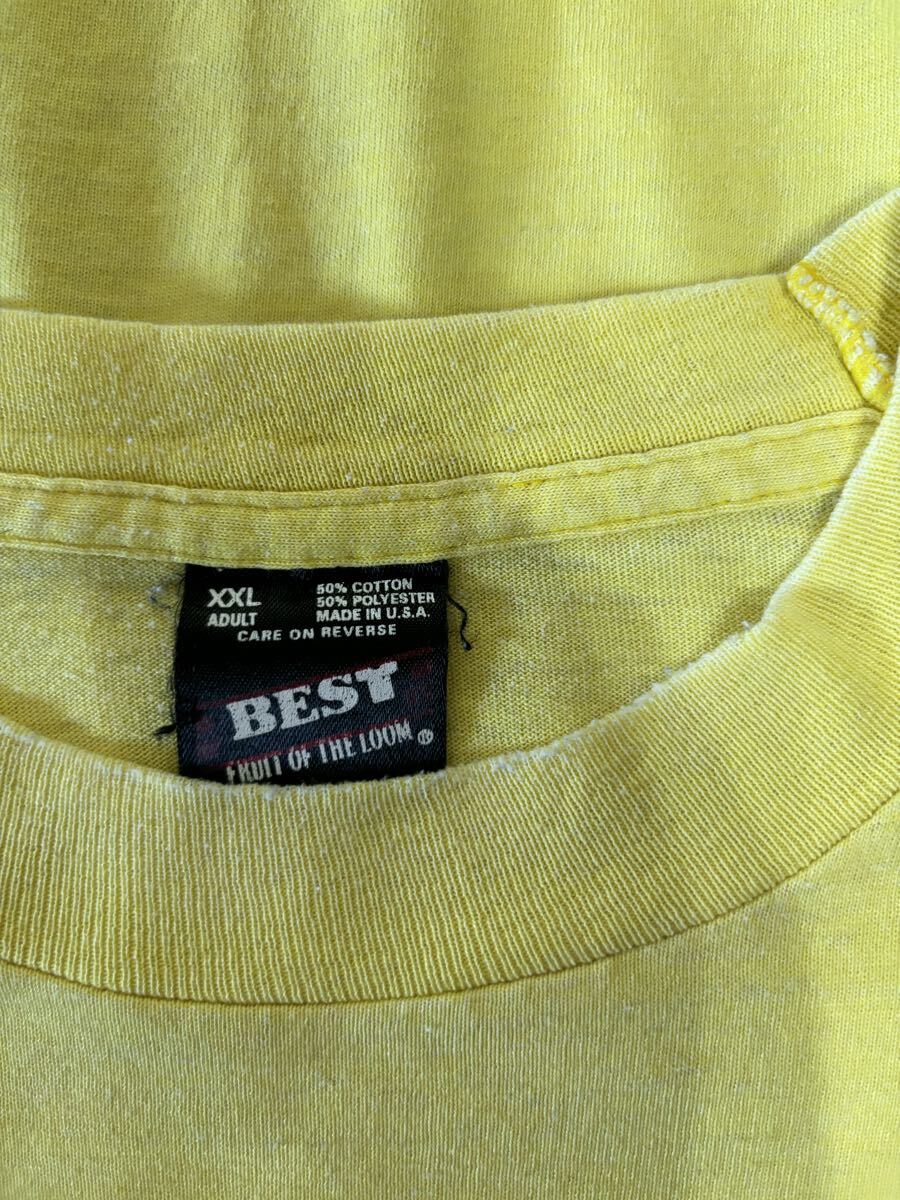 XXL
ADULT
50% COTTON
50% POLYESTER
MADE IN U.S.A.
CARE ON REVERSE
BEST
FRUIT OF THE LOOM ®